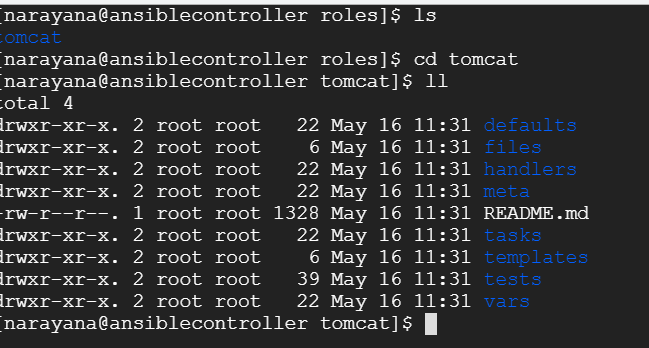 [narayana@ansiblecontroller roles]$ ls
tomcat
[narayana@ansiblecontroller roles]$ cd tomcat
[narayana@ansiblecontroller tomcat]$ ll
total 4
drwxr-xr-x. 2 root root   22 May 16 11:31 defaults
drwxr-xr-x. 2 root root    6 May 16 11:31 files
drwxr-xr-x. 2 root root   22 May 16 11:31 handlers
drwxr-xr-x. 2 root root   22 May 16 11:31 meta
-rw-r--r--. 1 root root 1328 May 16 11:31 README.md
drwxr-xr-x. 2 root root   22 May 16 11:31 tasks
drwxr-xr-x. 2 root root    6 May 16 11:31 templates
drwxr-xr-x. 2 root root   39 May 16 11:31 tests
drwxr-xr-x. 2 root root   22 May 16 11:31 vars
[narayana@ansiblecontroller tomcat]$